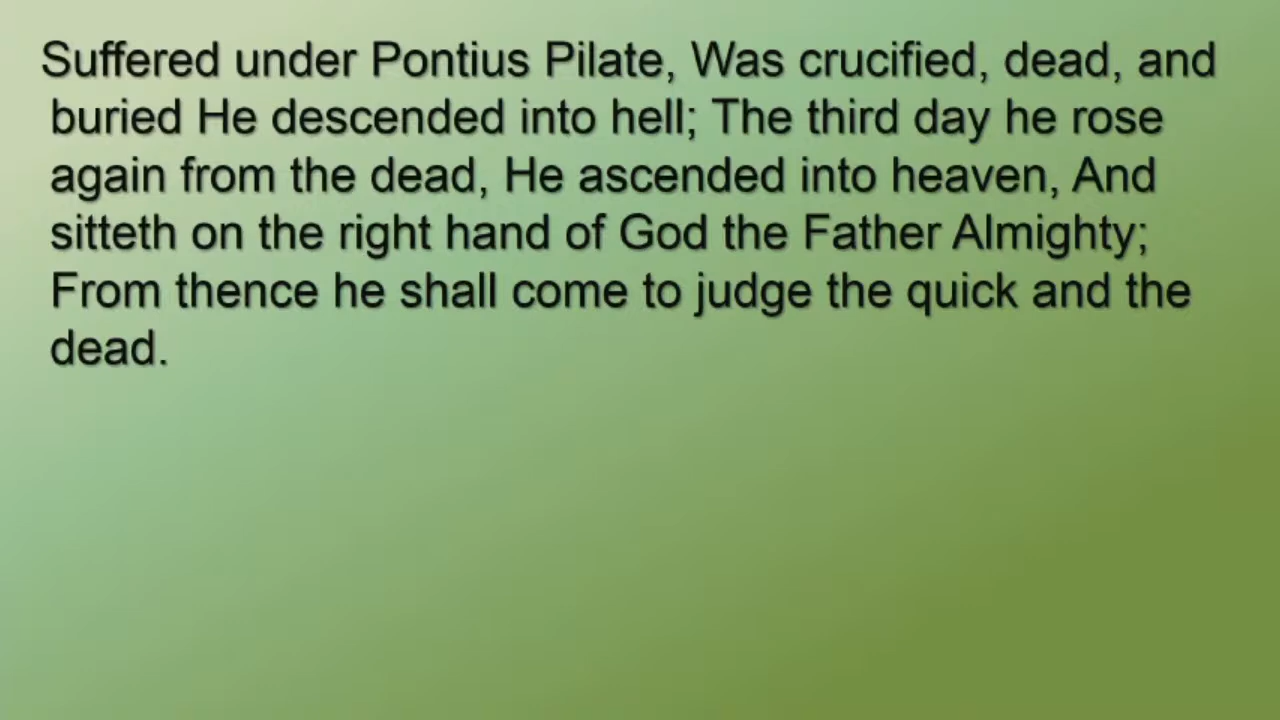 Suffered under Pontius Pilate, Was crucified, dead, and
buried He descended into hell; The third day he rose
again from the dead, He ascended into heaven, And
sitteth on the right hand of God the Father Almighty;
From thence he shall come to judge the quick and the
dead.